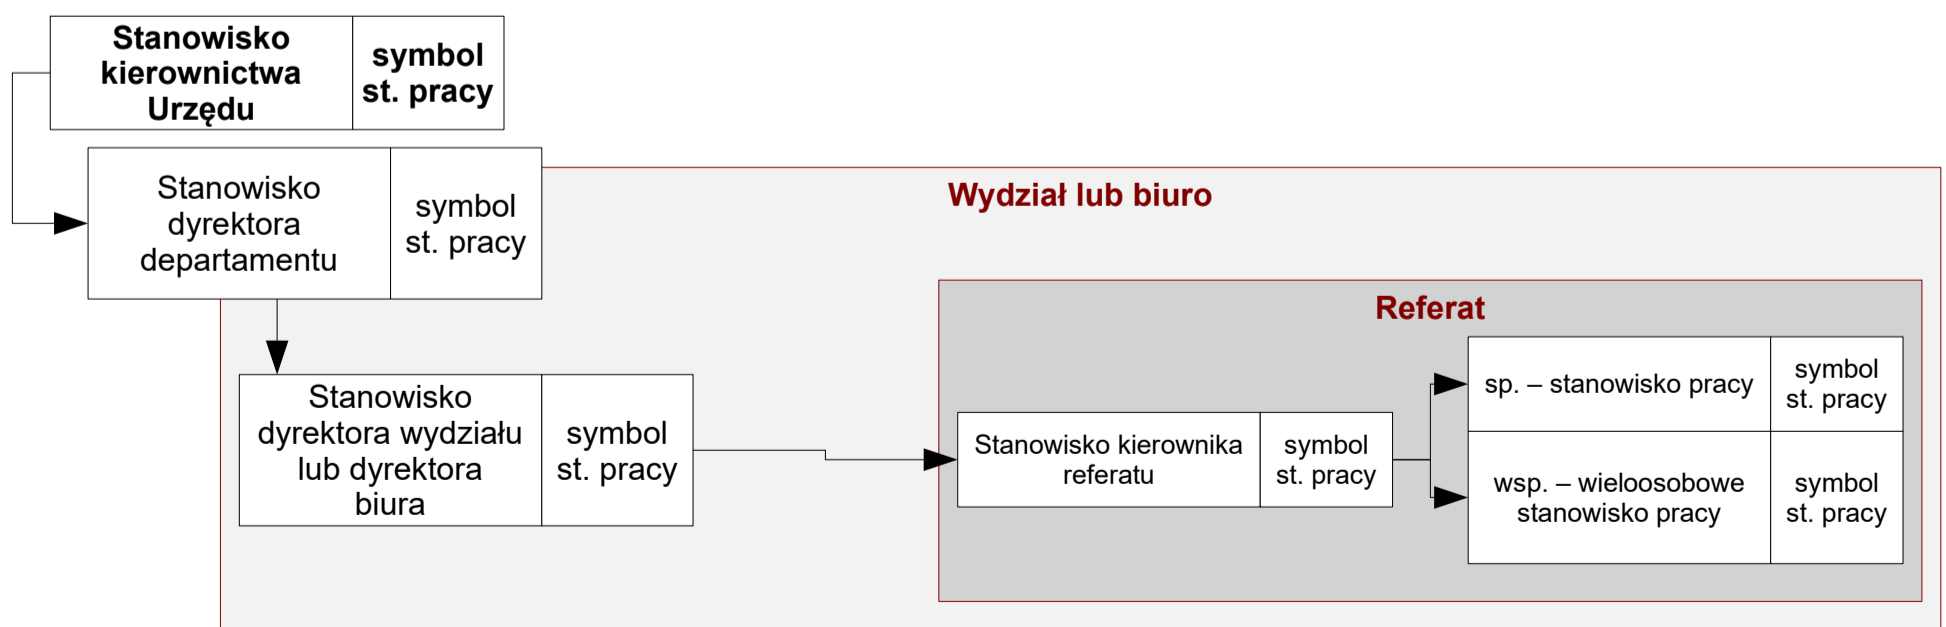 Stanowisko
kierownictwa
Urzędu
symbol
st. pracy
Stanowisko
dyrektora
departamentu
symbol
st. pracy
Wydział lub biuro
Stanowisko
dyrektora wydziału
lub dyrektora
biura
symbol
st. pracy
Referat
Stanowisko kierownika
referatu
symbol
st. pracy
sp. – stanowisko pracy
symbol
st. pracy
wsp. – wieloosobowe
stanowisko pracy
symbol
st. pracy